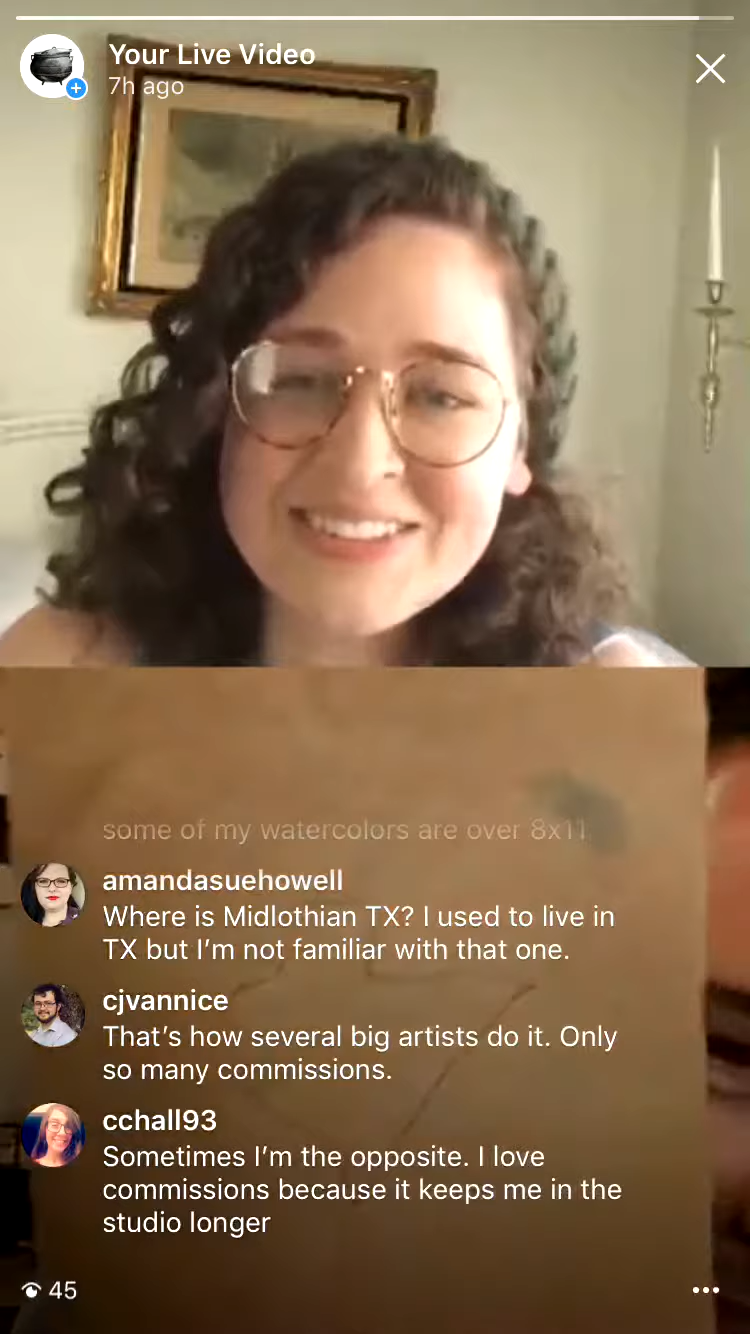 Your Live Video
7h ago
some of my watercolors are over 8x11
amandasuehowell
Where is Midlothian TX? I used to live in
TX but I’m not familiar with that one.
cjvannice
That’s how several big artists do it. Only
so many commissions.
cchall93
Sometimes I’m the opposite. I love
commissions because it keeps me in the
studio longer
45